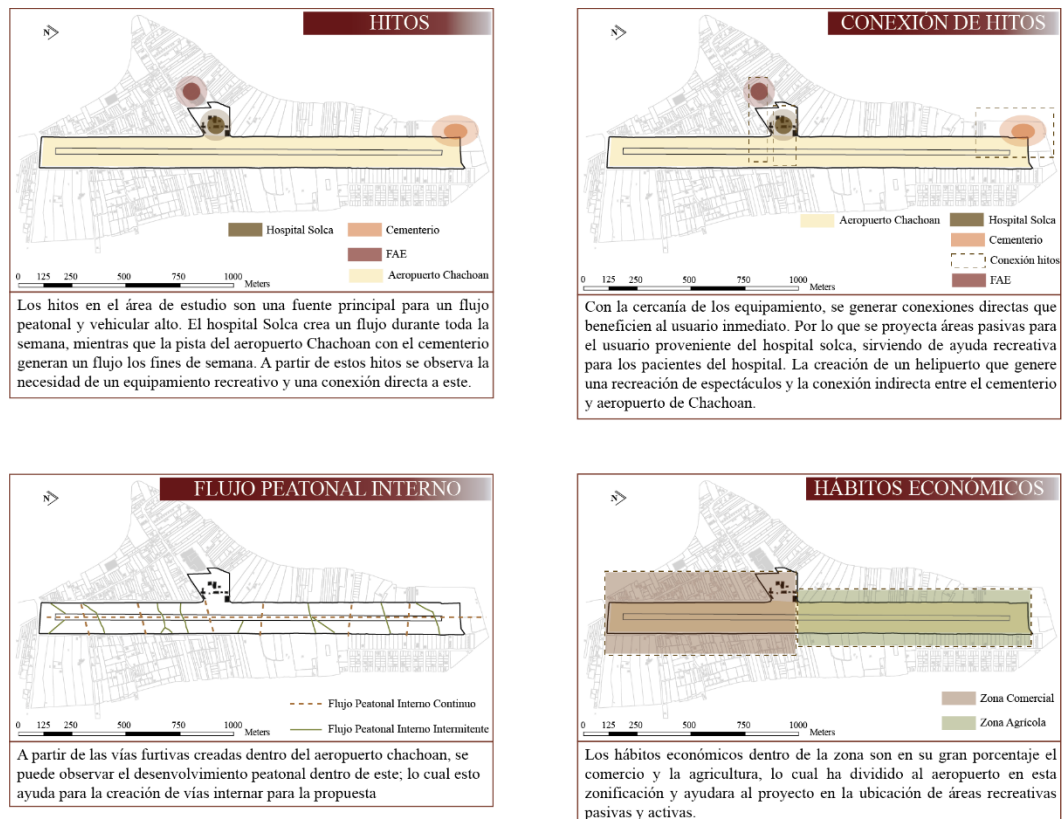 HITOS
N
Hospital Solca
Cementerio
FAE
Aeropuerto Chachoan
0 125 250 500 750 1000
Meters
Los hitos en el área de estudio son una fuente principal para un flujo
peatonal y vehicular alto. El hospital Solca crea un flujo durante toda la
semana, mientras que la pista del aeropuerto Chachoan con el cementerio
generan un flujo los fines de semana. A partir de estos hitos se observa la
necesidad de un equipamiento recreativo y una conexión directa a este.
CONEXIÓN DE HITOS
N
Aeropuerto Chachoan
Hospital Solca
Cementerio
Conexión hitos
FAE
0 125 250 500 750 1000
Meters
Con la cercanía de los equipamiento, se generar conexiones directas que
beneficien al usuario inmediato. Por lo que se proyecta áreas pasivas para
el usuario proveniente del hospital solca, sirviendo de ayuda recreativa
para los pacientes del hospital. La creación de un helipuerto que genere
una recreación de espectáculos y la conexión indirecta entre el cementerio
y aeropuerto de Chachoan.
FLUJO PEATONAL INTERNO
N
Flujo Peatonal Interno Continuo
Flujo Peatonal Interno Intermitente
0 125 250 500 750 1000
Meters
A partir de las vías furtivas creadas dentro del aeropuerto chachoan, se
puede observar el desenvolvimiento peatonal dentro de este; lo cual esto
ayuda para la creación de vías internar para la propuesta
HÁBITOS ECONÓMICOS
N
Zona Comercial
Zona Agrícola
0 125 250 500 750 1000
Meters
Los hábitos económicos dentro de la zona son en su gran porcentaje el
comercio y la agricultura, lo cual ha dividido al aeropuerto en esta
zonificación y ayudara al proyecto en la ubicación de áreas recreativas
pasivas y activas.